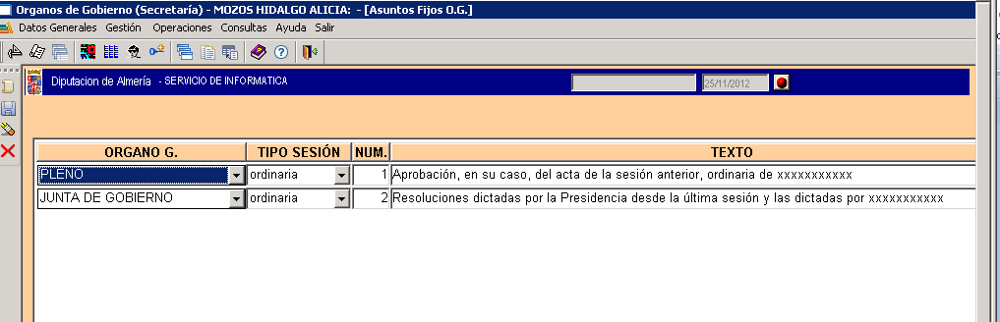 Organos de Gobierno (Secretaría) - MOZOS HIDALGO ALICIA: - [Asuntos Fijos O.G.]
Datos Generales Gestión Operaciones Consultas Ayuda Salir
Diputacion de Almería - SERVICIO DE INFORMATICA
25/11/2012
ORGANO G. TIPO SESIÓN NUM. TEXTO
PLENO ordinaria 1 Aprobación, en su caso, del acta de la sesión anterior, ordinaria de xxxxxxxxxxx
JUNTA DE GOBIERNO ordinaria 2 Resoluciones dictadas por la Presidencia desde la última sesión y las dictadas por xxxxxxxxxxx